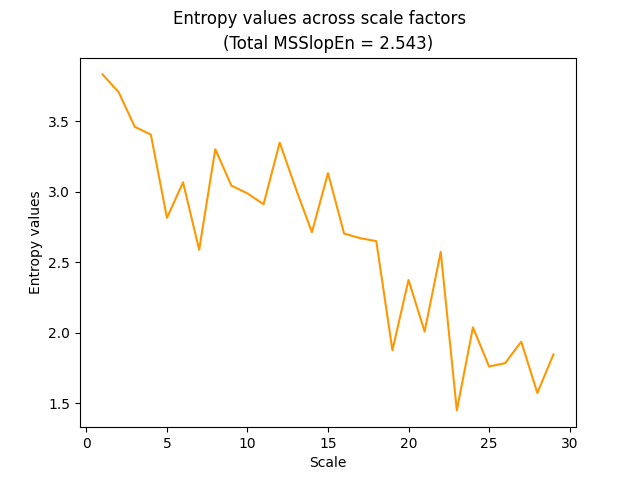 Entropy values across scale factors
(Total MSSlopEn = 2.543)
3.5
3.0
2.5
2.0
1.5
Entropy values
0 5 10 15 20 25 30
Scale